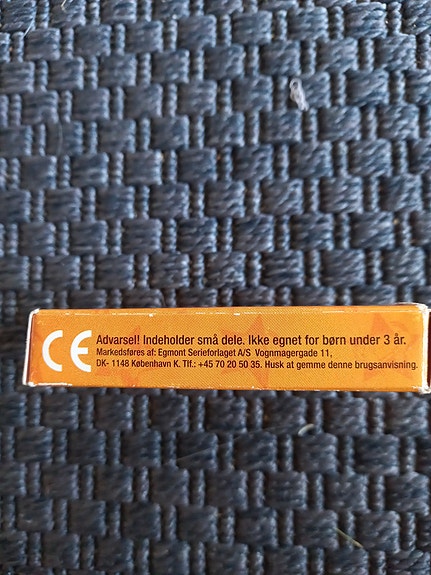 CE
Advarsel! Indeholder små dele. Ikke egnet for børn under 3 år.
Markedsføres af: Egmont Serieforlaget A/S Vognmagergade 11,
DK- 1148 København K. Tlf.: +45 70 20 50 35. Husk at gemme denne brugsanvisning.